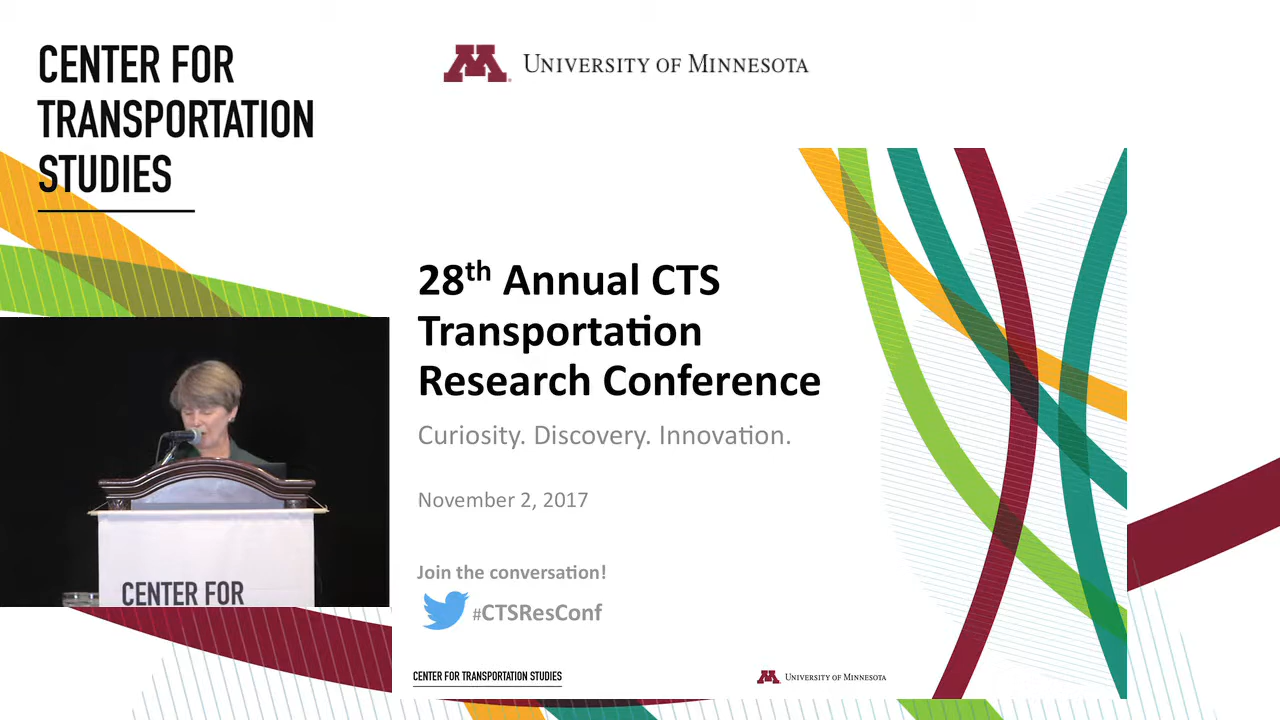 CENTER FOR
TRANSPORTATION
STUDIES
UNIVERSITY OF MINNESOTA
28th Annual CTS
Transportation
Research Conference
Curiosity. Discovery. Innovation.
November 2, 2017
Join the conversation!
#CTSResConf
CENTER FOR
CENTER FOR TRANSPORTATION STUDIES
UNIVERSITY OF MINNESOTA